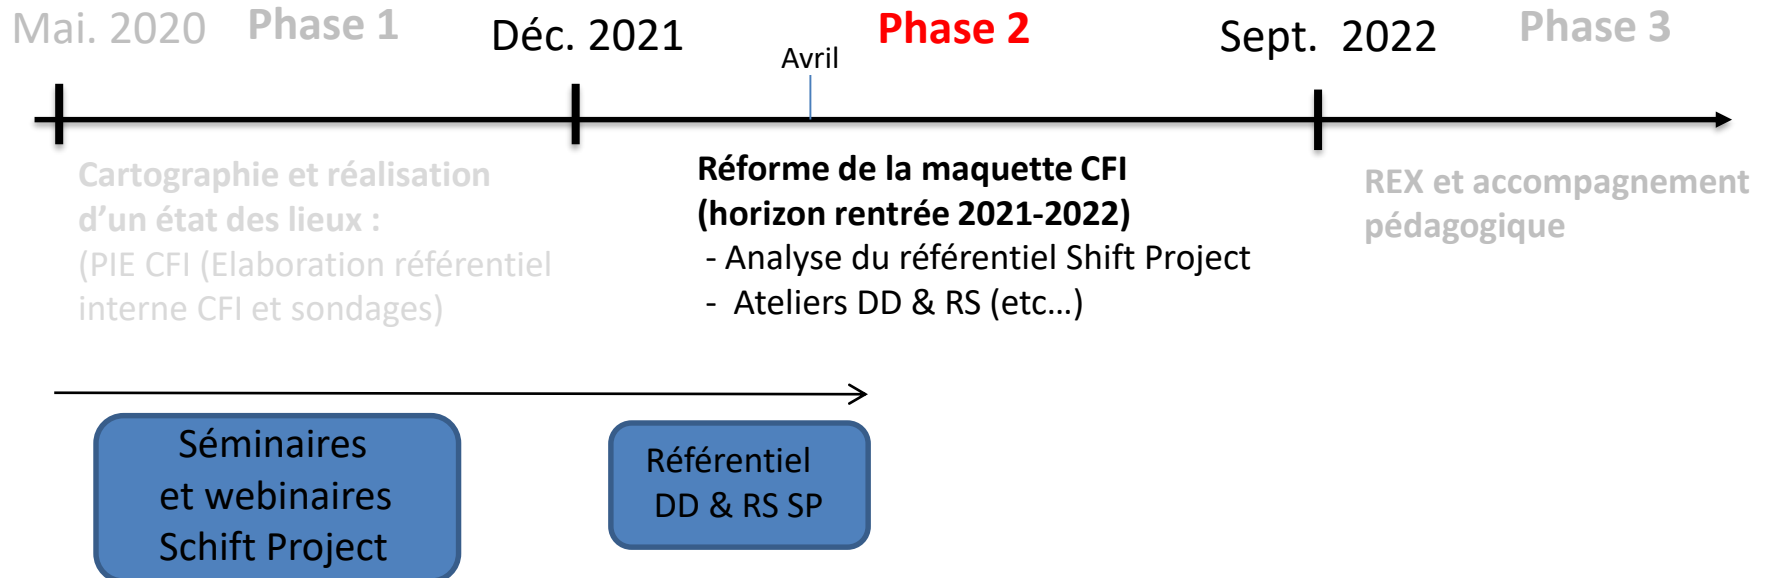 Mai. 2020
Phase 1
Déc. 2021
Avril
Phase 2
Sept. 2022
Phase 3
Cartographie et réalisation
d’un état des lieux :
(PIE CFI (Elaboration référentiel
interne CFI et sondages)
Réforme de la maquette CFI
(horizon rentrée 2021-2022)
- Analyse du référentiel Shift Project
- Ateliers DD & RS (etc…)
REX et accompagnement
pédagogique
Séminaires
et webinaires
Schift Project
Référentiel
DD & RS SP